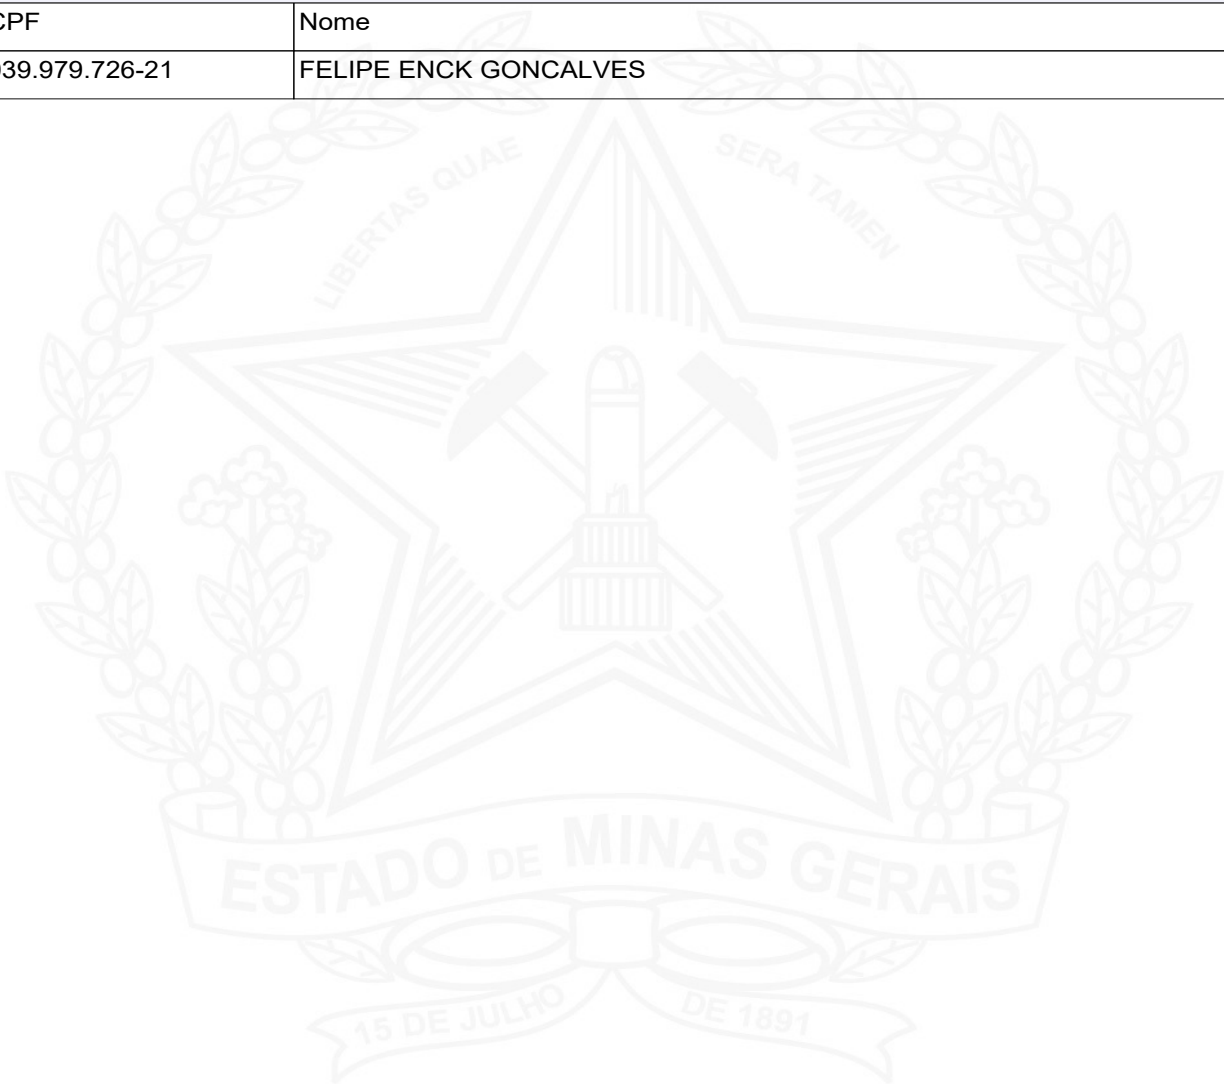 CPF Nome
039.979.726-21 FELIPE ENCK GONCALVES
LIBERTAS QUAE SERA TAMEN
ESTADO DE MINAS GERAIS
15 DE JULHO DE 1891